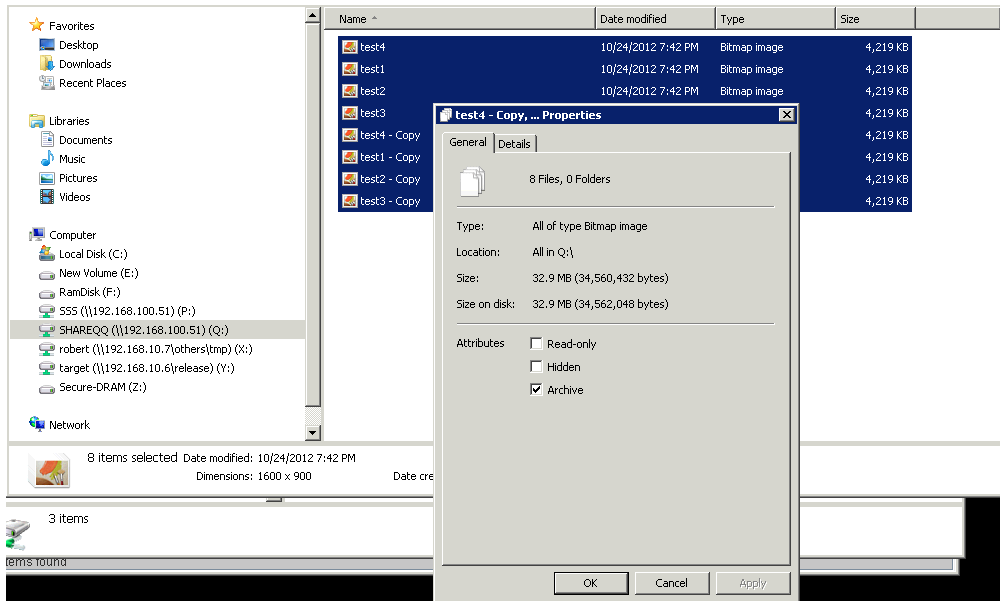 Favorites
Desktop
Downloads
Recent Places
Libraries
Documents
Music
Pictures
Videos
Computer
Local Disk (C:)
New Volume (E:)
RamDisk (F:)
SSS (\\192.168.100.51) (P:)
SHAREQQ (\\192.168.100.51) (Q:)
robert (\\192.168.10.7\others\tmp) (X:)
target (\\192.168.10.6\release) (Y:)
Secure-DRAM (Z:)
Network
Name Date modified Type Size
test4 10/24/2012 7:42 PM Bitmap image 4,219 KB
test1 10/24/2012 7:42 PM Bitmap image 4,219 KB
test2 10/24/2012 7:42 PM Bitmap image 4,219 KB
test3 4,219 KB
test4 - Copy 4,219 KB
test1 - Copy 4,219 KB
test2 - Copy 4,219 KB
test3 - Copy 4,219 KB
test4 - Copy, ... Properties
General Details
8 Files, 0 Folders
Type: All of type Bitmap image
Location: All in Q:\
Size: 32.9 MB (34,560,432 bytes)
Size on disk: 32.9 MB (34,562,048 bytes)
Attributes Read-only
Hidden
Archive
OK Cancel Apply
8 items selected Date modified: 10/24/2012 7:42 PM
Dimensions: 1600 x 900 Date cre
3 items
tems found